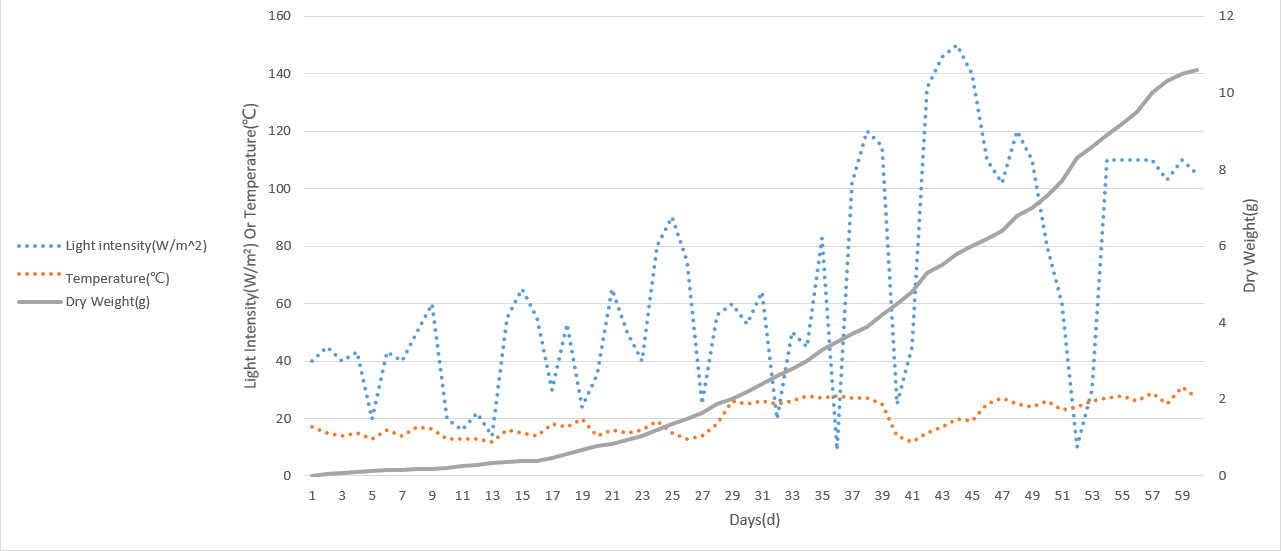 160
140
120
100
80
60
40
20
0
Light Intensity(W/m²) Or Temperature(℃)
12
10
8
6
4
2
0
Dry Weight(g)
Light intensity(W/m^2)
Temperature(℃)
Dry Weight(g)
1 3 5 7 9 11 13 15 17 19 21 23 25 27 29 31 33 35 37 39 41 43 45 47 49 51 53 55 57 59
Days(d)